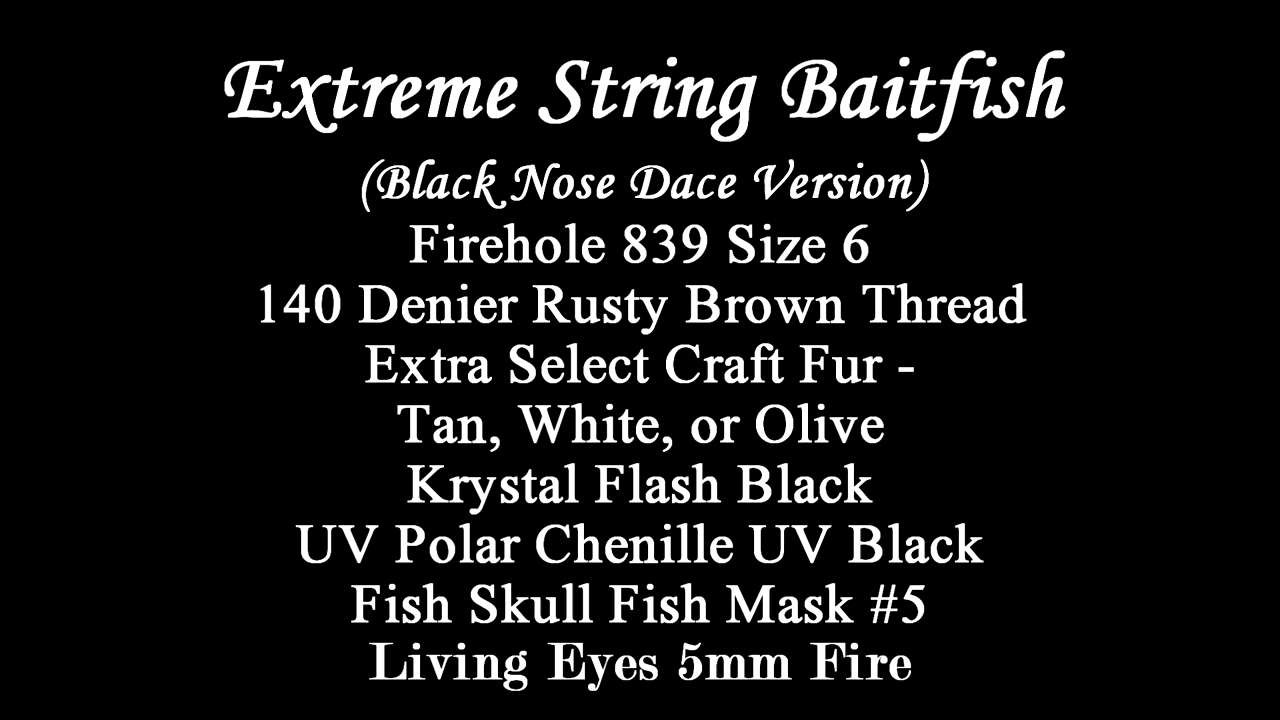 Extreme String Baitfish
(Black Nose Dace Version)
Firehole 839 Size 6
140 Denier Rusty Brown Thread
Extra Select Craft Fur -
Tan, White, or Olive
Krystal Flash Black
UV Polar Chenille UV Black
Fish Skull Fish Mask #5
Living Eyes 5mm Fire